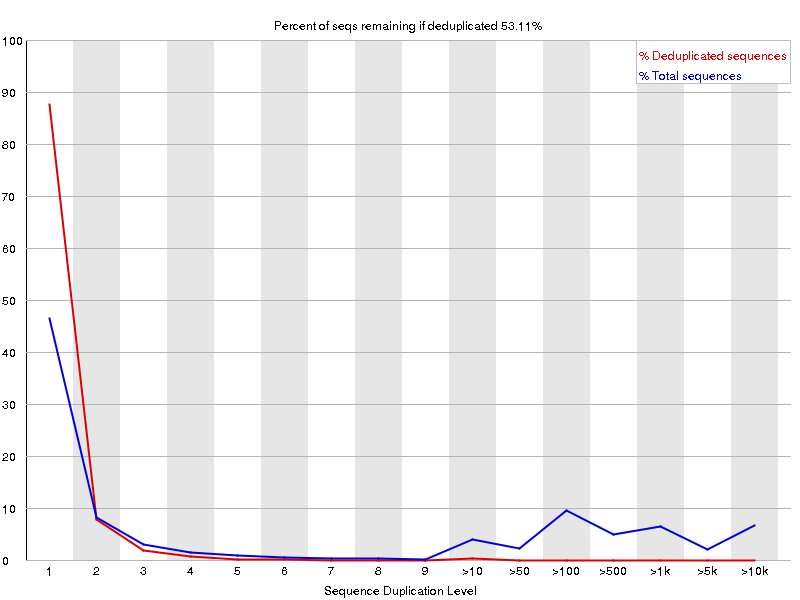 Percent of seqs remaining if deduplicated 53.11%
% Deduplicated sequences
% Total sequences
100
90
80
70
60
50
40
30
20
10
0
1 2 3 4 5 6 7 8 9 >10 >50 >100 >500 >1k >5k >10k
Sequence Duplication Level